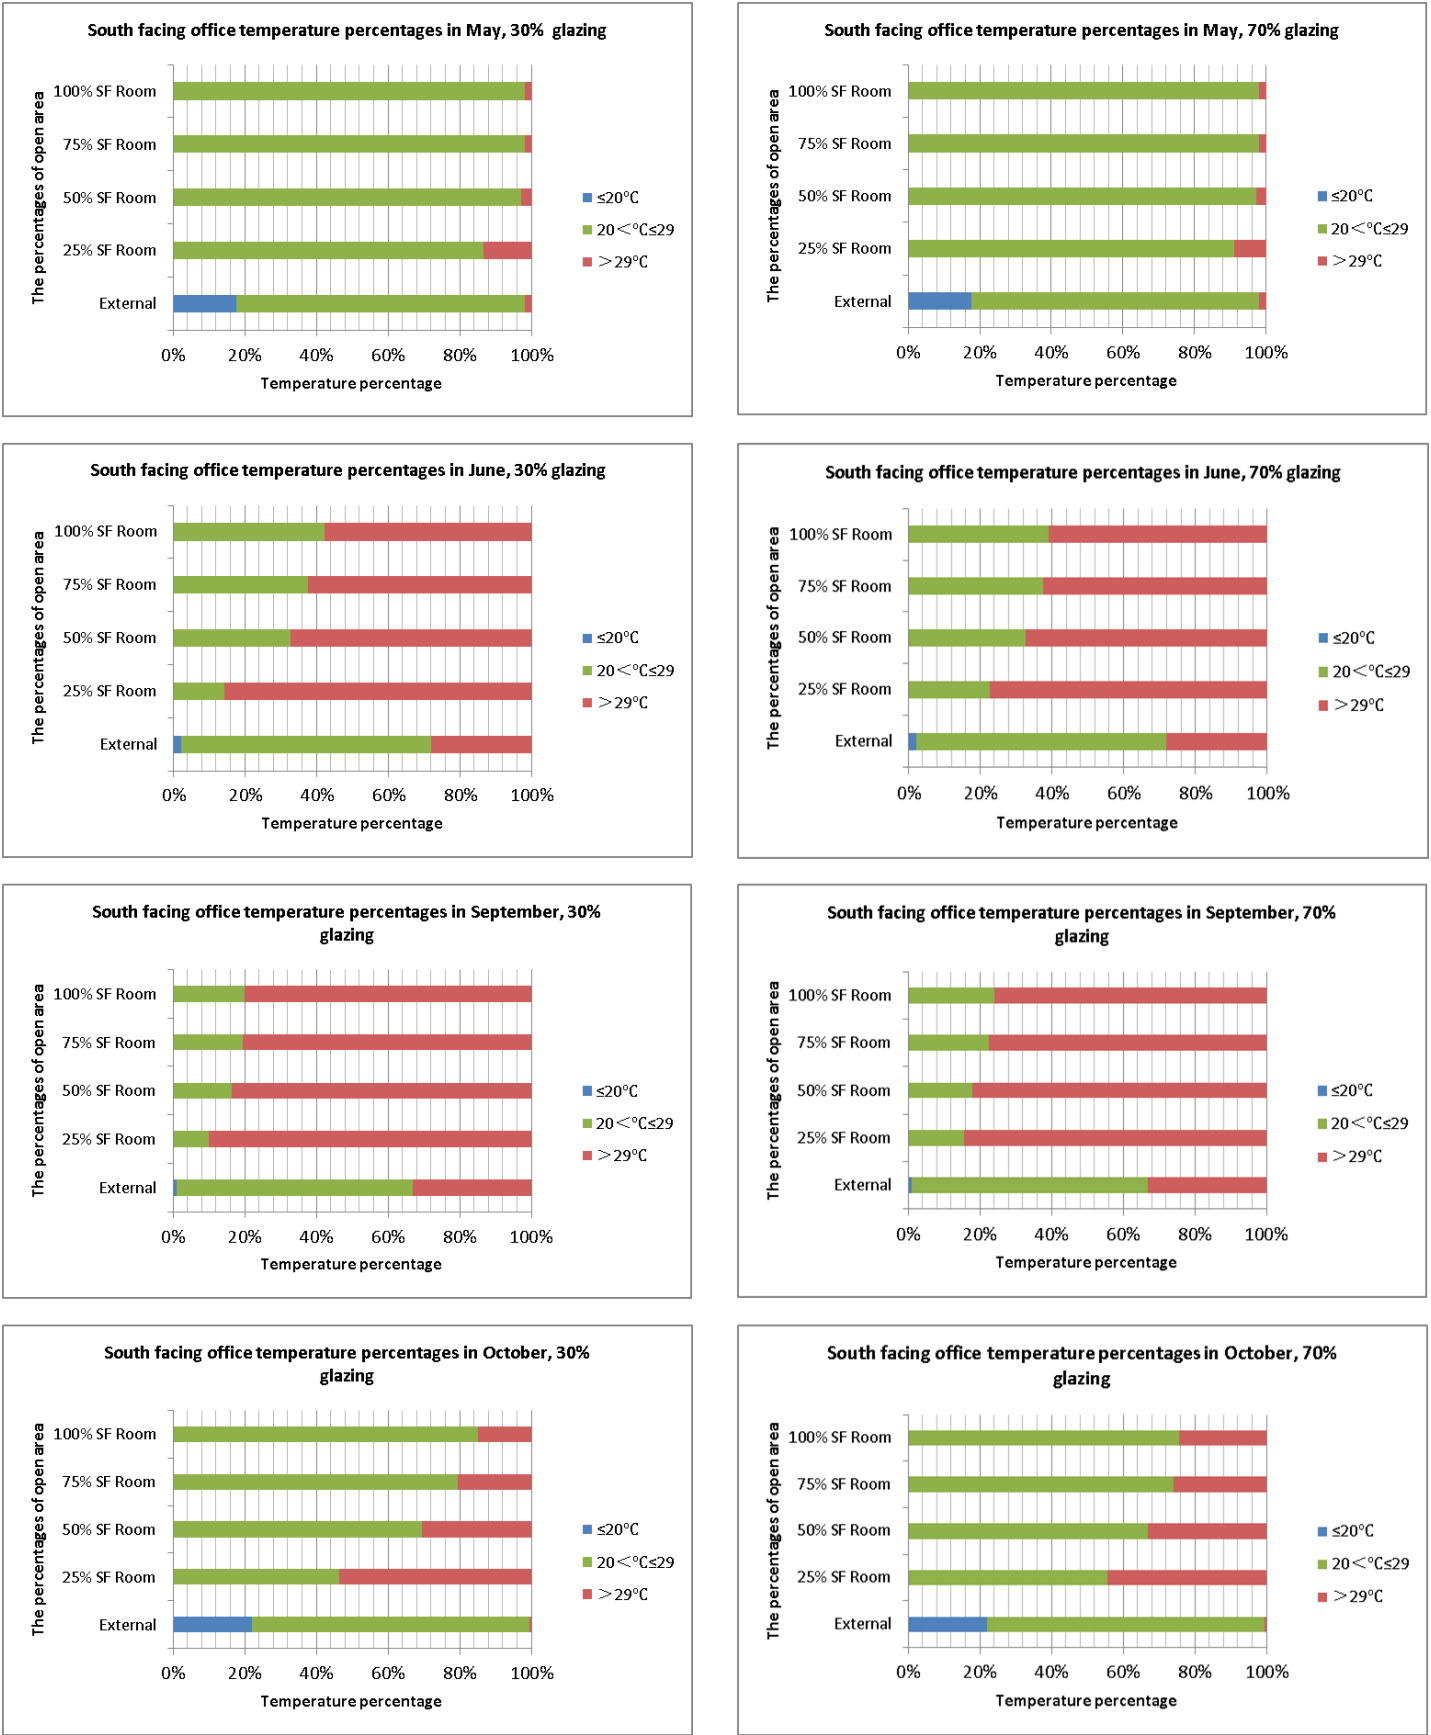 South facing office temperature percentages in May, 30% glazing
The percentages of open area
100% SF Room
75% SF Room
50% SF Room
25% SF Room
External
0% 20% 40% 60% 80% 100%
Temperature percentage
≤20°C
20＜°C≤29
＞29°C
South facing office temperature percentages in May, 70% glazing
The percentages of open area
100% SF Room
75% SF Room
50% SF Room
25% SF Room
External
0% 20% 40% 60% 80% 100%
Temperature percentage
≤20°C
20＜°C≤29
＞29°C
South facing office temperature percentages in June, 30% glazing
The percentages of open area
100% SF Room
75% SF Room
50% SF Room
25% SF Room
External
0% 20% 40% 60% 80% 100%
Temperature percentage
≤20°C
20＜°C≤29
＞29°C
South facing office temperature percentages in June, 70% glazing
The percentages of open area
100% SF Room
75% SF Room
50% SF Room
25% SF Room
External
0% 20% 40% 60% 80% 100%
Temperature percentage
≤20°C
20＜°C≤29
＞29°C
South facing office temperature percentages in September, 30%
glazing
The percentages of open area
100% SF Room
75% SF Room
50% SF Room
25% SF Room
External
0% 20% 40% 60% 80% 100%
Temperature percentage
≤20°C
20＜°C≤29
＞29°C
South facing office temperature percentages in September, 70%
glazing
The percentages of open area
100% SF Room
75% SF Room
50% SF Room
25% SF Room
External
0% 20% 40% 60% 80% 100%
Temperature percentage
≤20°C
20＜°C≤29
＞29°C
South facing office temperature percentages in October, 30%
glazing
The percentages of open area
100% SF Room
75% SF Room
50% SF Room
25% SF Room
External
0% 20% 40% 60% 80% 100%
Temperature percentage
≤20°C
20＜°C≤29
＞29°C
South facing office temperature percentages in October, 70%
glazing
The percentages of open area
100% SF Room
75% SF Room
50% SF Room
25% SF Room
External
0% 20% 40% 60% 80% 100%
Temperature percentage
≤20°C
20＜°C≤29
＞29°C